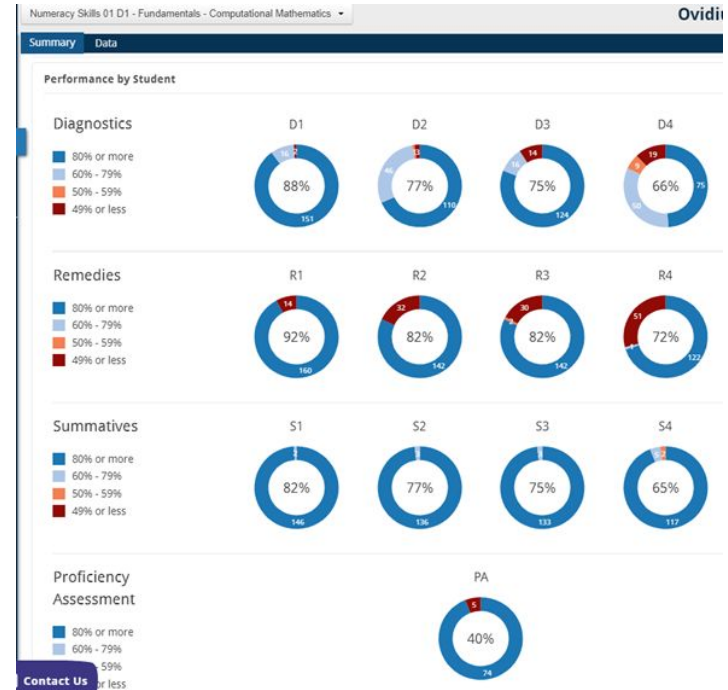 Numeracy Skills 01 D1 - Fundamentals - Computational Mathematics
Summary Data
Performance by Student
Diagnostics D1 D2 D3 D4
80% or more
60% - 79%
50% - 59%
49% or less
16 2 88% 151
46 77% 110
14 16 75% 124
19 9 66% 75 50
Remedies R1 R2 R3 R4
80% or more
60% - 79%
50% - 59%
49% or less
14 92% 160
32 82% 142
30 82% 142
51 72% 122
Summatives S1 S2 S3 S4
80% or more
60% - 79%
50% - 59%
49% or less
82% 146
77% 136
75% 133
2 65% 117
Proficiency PA
Assessment
80% or more
60% - 79%
59%
or less
5 40% 74
Contact Us